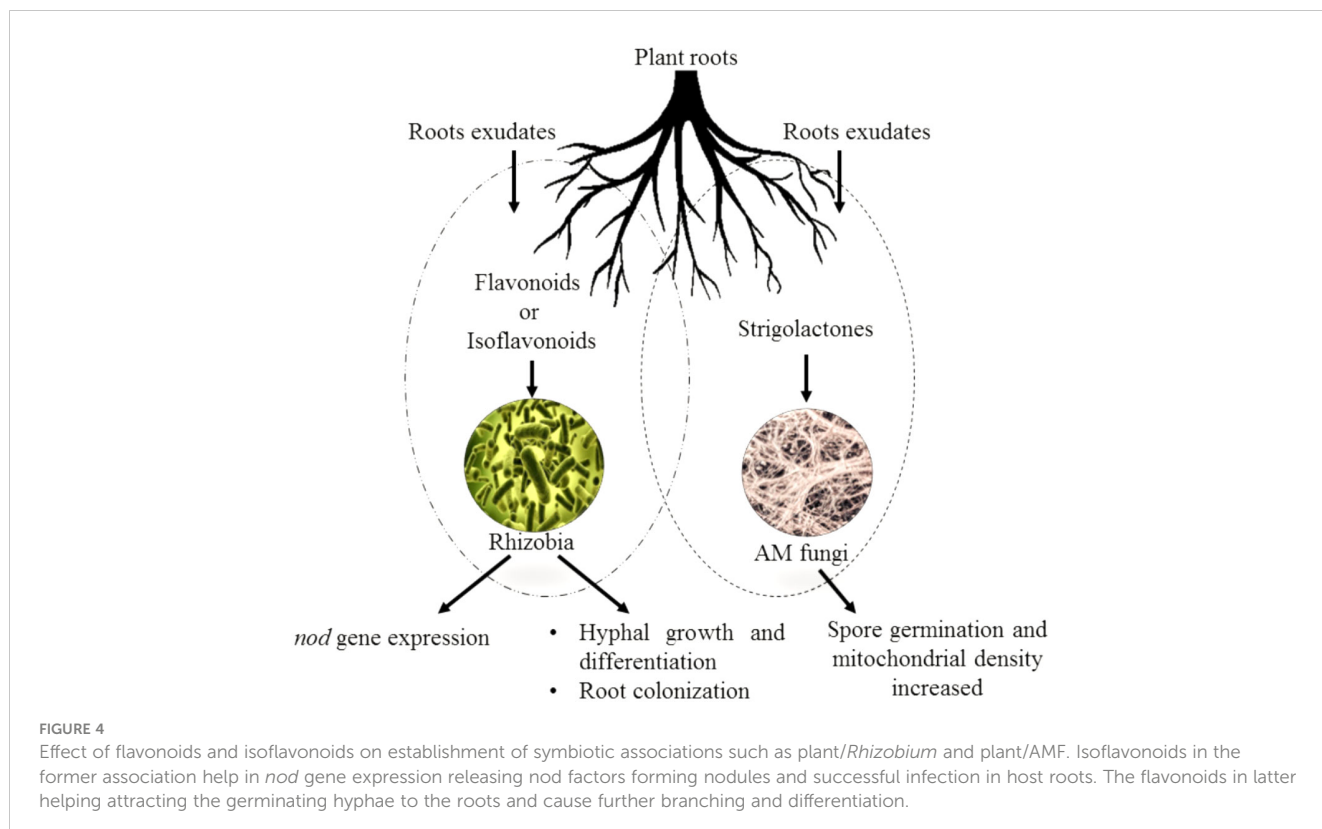 Plant roots
Roots exudates
Roots exudates
Flavonoids
or
Isoflavonoids
Strigolactones
Rhizobia
AM fungi
nod gene expression
• Hyphal growth and
differentiation
• Root colonization
Spore germination and
mitochondrial density
increased
FIGURE 4
Effect of flavonoids and isoflavonoids on establishment of symbiotic associations such as plant/Rhizobium and plant/AMF. Isoflavonoids in the
former association help in nod gene expression releasing nod factors forming nodules and successful infection in host roots. The flavonoids in latter
helping attracting the germinating hyphae to the roots and cause further branching and differentiation.